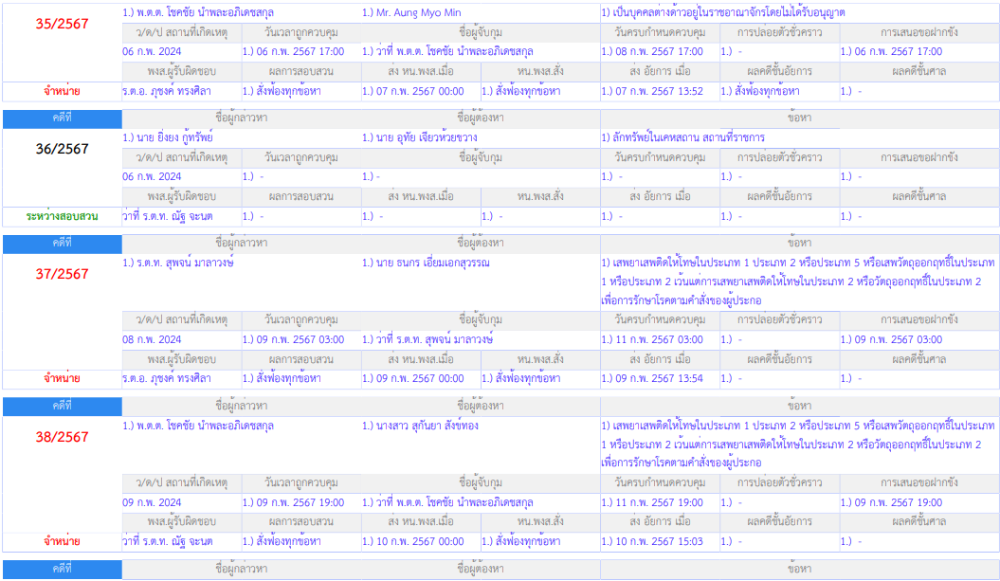 35/2567 1.) พ.ต.ต. โชคชัย นำพละอภิเดชสกุล 1.) Mr. Aung Myo Min 1) เป็นบุคคลต่างด้าวอยู่ในราชอาณาจักรโดยไม่ได้รับอนุญาต
ว/ด/ป สถานที่เกิดเหตุ วันเวลาถูกควบคุม ชื่อผู้จับกุม วันครบกำหนดควบคุม การปล่อยตัวชั่วคราว การเสนอขอฝากขัง
06 ก.พ. 2024 1.) 06 ก.พ. 2567 17:00 1.) ว่าที่ พ.ต.ต. โชคชัย นำพละอภิเดชสกุล 1.) 08 ก.พ. 2567 17:00 1.) - 1.) 06 ก.พ. 2567 17:00
พงส.ผู้รับผิดชอบ ผลการสอบสวน ส่ง หน.พงส.เมื่อ หน.พงส.สั่ง ส่ง อัยการ เมื่อ ผลคดีชั้นอัยการ ผลคดีชั้นศาล
จำหน่าย ร.ต.อ. ภุชงค์ ทรงศิลา 1.) สั่งฟ้องทุกข้อหา 1.) 07 ก.พ. 2567 00:00 1.) สั่งฟ้องทุกข้อหา 1.) 07 ก.พ. 2567 13:52 1.) สั่งฟ้องทุกข้อหา 1.) -
คดีที่ ชื่อผู้กล่าวหา ชื่อผู้ต้องหา ข้อหา
36/2567 1.) นาย ยิ่งยง กู้ทรัพย์ 1.) นาย อุทัย เจียวห้วยขวาง 1) ลักทรัพย์ในเคหสถาน สถานที่ราชการ
ว/ด/ป สถานที่เกิดเหตุ วันเวลาถูกควบคุม ชื่อผู้จับกุม วันครบกำหนดควบคุม การปล่อยตัวชั่วคราว การเสนอขอฝากขัง
06 ก.พ. 2024 1.) - 1.) - 1.) - 1.) - 1.) -
พงส.ผู้รับผิดชอบ ผลการสอบสวน ส่ง หน.พงส.เมื่อ หน.พงส.สั่ง ส่ง อัยการ เมื่อ ผลคดีชั้นอัยการ ผลคดีชั้นศาล
ระหว่างสอบสวน ว่าที่ ร.ต.ท. ณัฐ จะนต 1.) - 1.) - 1.) - 1.) - 1.) - 1.) -
คดีที่ ชื่อผู้กล่าวหา ชื่อผู้ต้องหา ข้อหา
37/2567 1.) ร.ต.ท. สุพจน์ มาลาวงษ์ 1.) นาย ธนกร เอี่ยมเอกสุวรรณ 1) เสพยาเสพติดให้โทษในประเภท 1 ประเภท 2 หรือประเภท 5 หรือเสพวัตถุออกฤทธิ์ในประเภท
1 หรือประเภท 2 เว้นแต่การเสพยาเสพติดให้โทษในประเภท 2 หรือวัตถุออกฤทธิ์ในประเภท 2
เพื่อการรักษาโรคตามคำสั่งของผู้ประกอ
ว/ด/ป สถานที่เกิดเหตุ วันเวลาถูกควบคุม ชื่อผู้จับกุม วันครบกำหนดควบคุม การปล่อยตัวชั่วคราว การเสนอขอฝากขัง
08 ก.พ. 2024 1.) 09 ก.พ. 2567 03:00 1.) ว่าที่ ร.ต.ท. สุพจน์ มาลาวงษ์ 1.) 11 ก.พ. 2567 03:00 1.) - 1.) 09 ก.พ. 2567 03:00
พงส.ผู้รับผิดชอบ ผลการสอบสวน ส่ง หน.พงส.เมื่อ หน.พงส.สั่ง ส่ง อัยการ เมื่อ ผลคดีชั้นอัยการ ผลคดีชั้นศาล
จำหน่าย ร.ต.อ. ภุชงค์ ทรงศิลา 1.) สั่งฟ้องทุกข้อหา 1.) 09 ก.พ. 2567 00:00 1.) สั่งฟ้องทุกข้อหา 1.) 09 ก.พ. 2567 13:54 1.) - 1.) -
คดีที่ ชื่อผู้กล่าวหา ชื่อผู้ต้องหา ข้อหา
38/2567 1.) พ.ต.ต. โชคชัย นำพละอภิเดชสกุล 1.) นางสาว สุกันยา สังข์ทอง 1) เสพยาเสพติดให้โทษในประเภท 1 ประเภท 2 หรือประเภท 5 หรือเสพวัตถุออกฤทธิ์ในประเภท
1 หรือประเภท 2 เว้นแต่การเสพยาเสพติดให้โทษในประเภท 2 หรือวัตถุออกฤทธิ์ในประเภท 2
เพื่อการรักษาโรคตามคำสั่งของผู้ประกอ
ว/ด/ป สถานที่เกิดเหตุ วันเวลาถูกควบคุม ชื่อผู้จับกุม วันครบกำหนดควบคุม การปล่อยตัวชั่วคราว การเสนอขอฝากขัง
09 ก.พ. 2024 1.) 09 ก.พ. 2567 19:00 1.) ว่าที่ พ.ต.ต. โชคชัย นำพละอภิเดชสกุล 1.) 11 ก.พ. 2567 19:00 1.) - 1.) 09 ก.พ. 2567 19:00
พงส.ผู้รับผิดชอบ ผลการสอบสวน ส่ง หน.พงส.เมื่อ หน.พงส.สั่ง ส่ง อัยการ เมื่อ ผลคดีชั้นอัยการ ผลคดีชั้นศาล
จำหน่าย ว่าที่ ร.ต.ท. ณัฐ จะนต 1.) สั่งฟ้องทุกข้อหา 1.) 10 ก.พ. 2567 00:00 1.) สั่งฟ้องทุกข้อหา 1.) 10 ก.พ. 2567 15:03 1.) - 1.) -
คดีที่ ชื่อผู้กล่าวหา ชื่อผู้ต้องหา ข้อหา